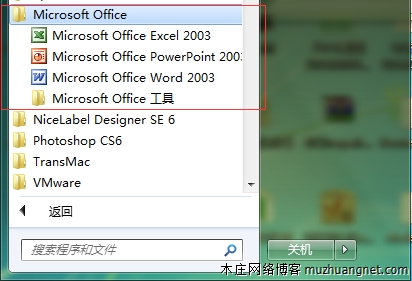 Microsoft Office
Microsoft Office Excel 2003
Microsoft Office PowerPoint 2003
Microsoft Office Word 2003
Microsoft Office 工具
NiceLabel Designer SE 6
Photoshop CS6
TransMac
VMware
返回
搜索程序和文件
关机
木庄网络博客 muzhuangnet.com